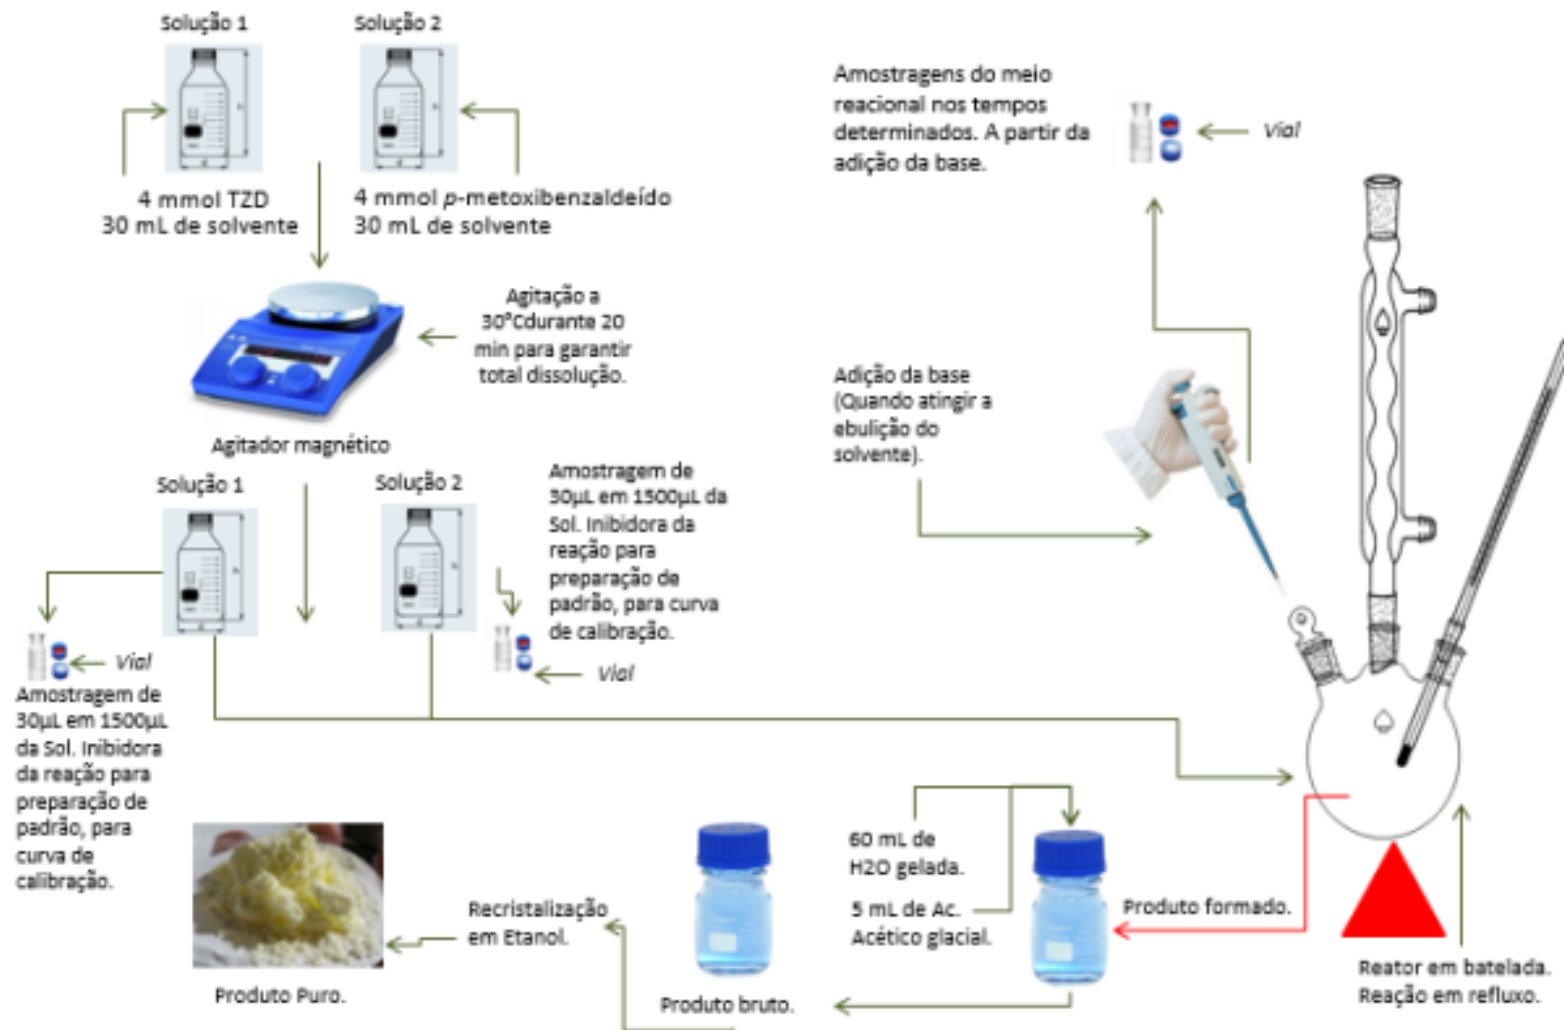 Solução 1
Solução 2
4 mmol TZD
30 mL de solvente
4 mmol p-metoxibenzaldeído
30 mL de solvente
Agitação a
30°Cdurante 20
min para garantir
total dissolução.
Agitador magnético
Solução 1
Solução 2
Amostragem de
30µL em 1500µL da
Sol. Inibidora da
reação para
preparação de
padrão, para curva
de calibração.
Vial
Vial
Amostragem de
30µL em 1500µL
da Sol. Inibidora
da reação para
preparação de
padrão, para
curva de
calibração.
Amostragens do meio
reacional nos tempos
determinados. A partir da
adição da base.
Vial
Adição da base
(Quando atingir a
ebulição do
solvente).
60 mL de
H2O gelada.
5 mL de Ac.
Acético glacial.
Produto formado.
Reator em batelada.
Reação em refluxo.
Produto bruto.
Recristalização
em Etanol.
Produto Puro.